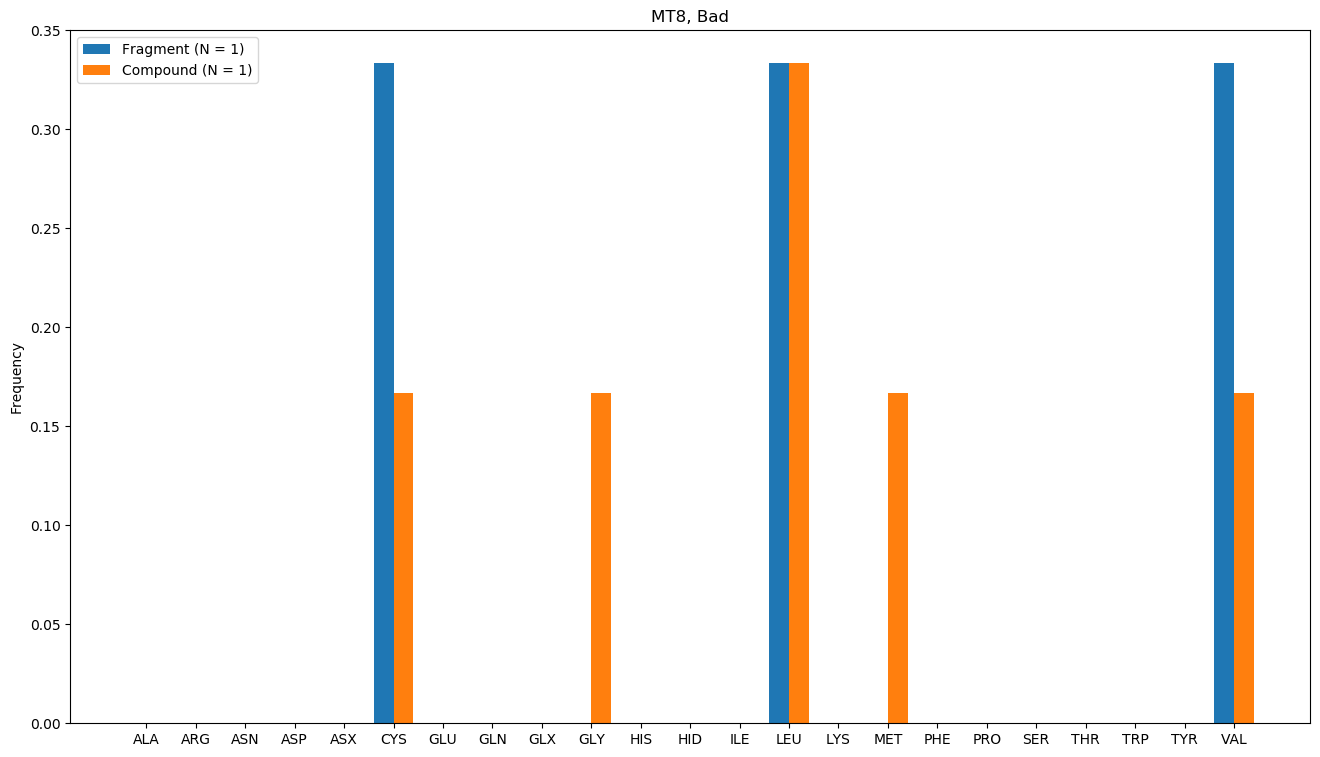 MT8, Bad
Fragment (N = 1)
Compound (N = 1)
Frequency
0.35
0.30
0.25
0.20
0.15
0.10
0.05
0.00
ALA ARG ASN ASP ASX CYS GLU GLN GLX GLY HIS HID ILE LEU LYS MET PHE PRO SER THR TRP TYR VAL